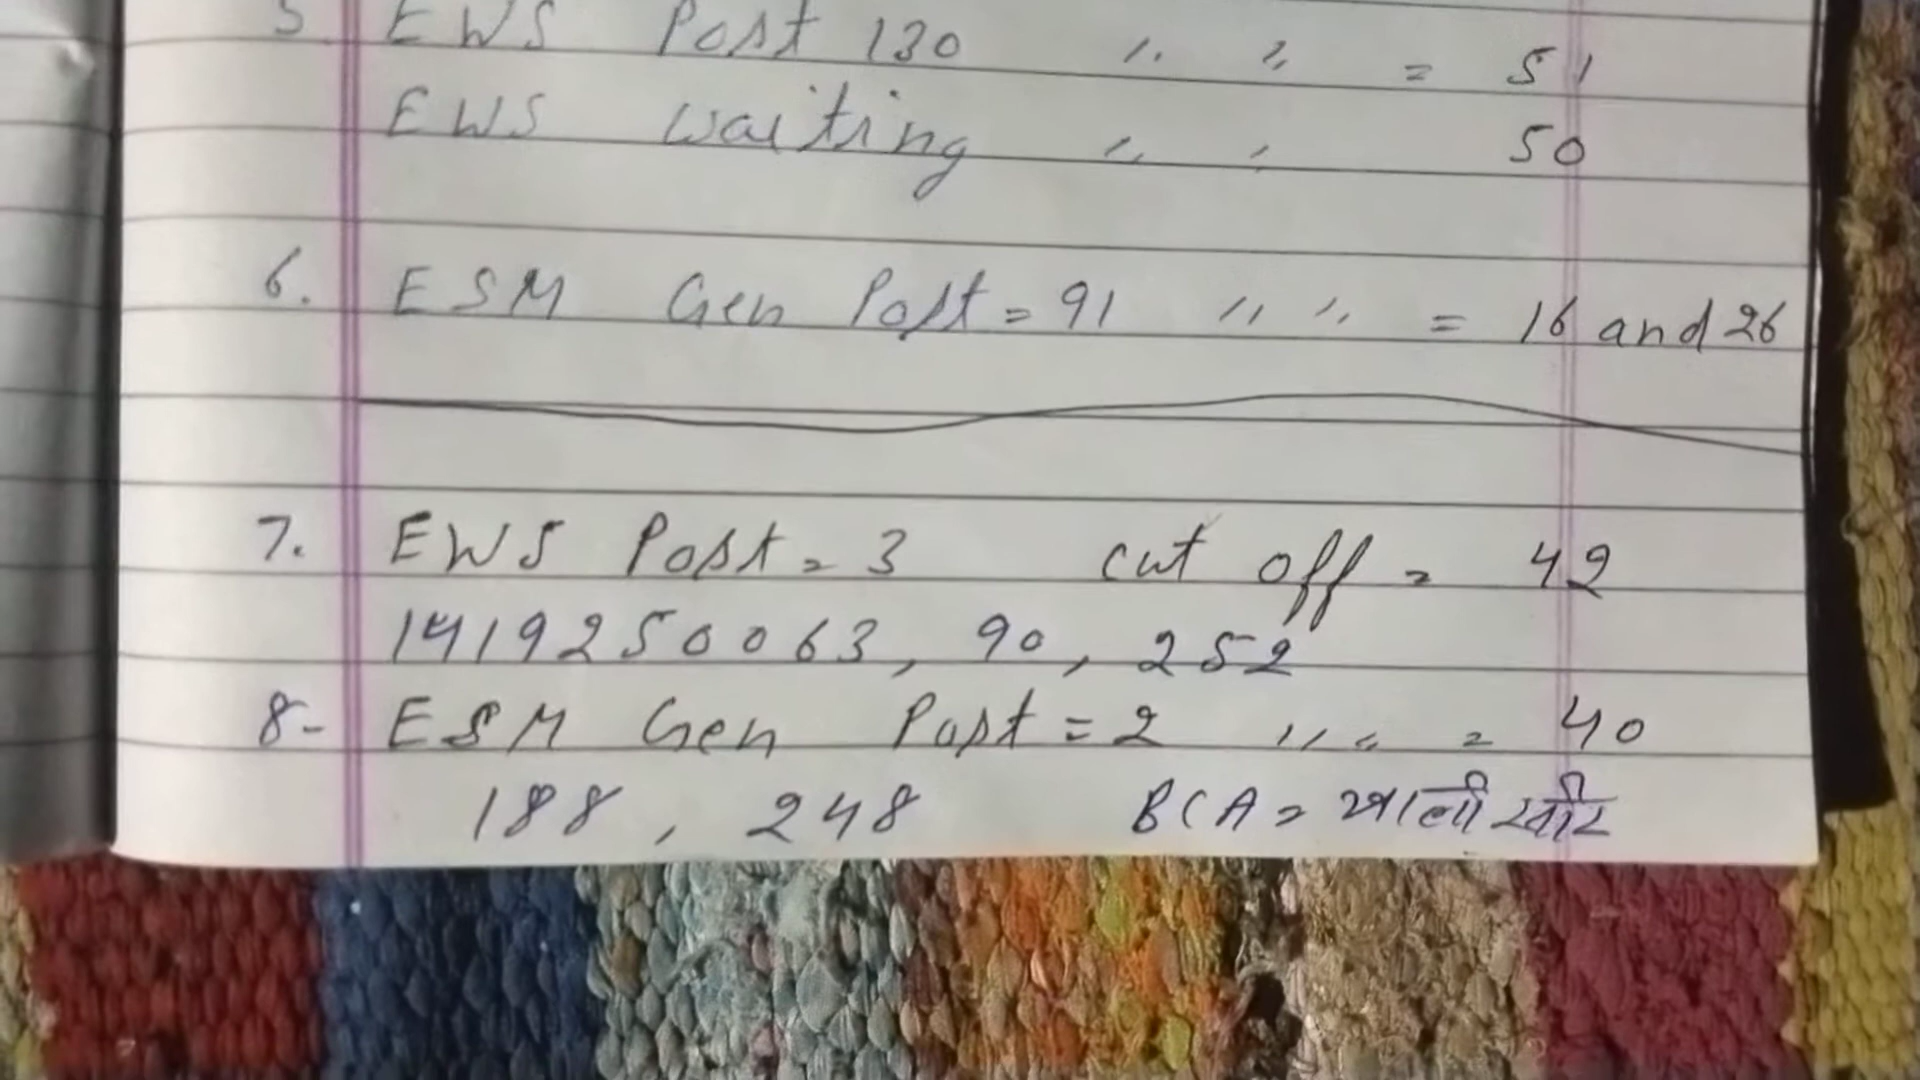 5 EWS Post 130 " " = 51
EWS waiting " " 50
6. ESM Gen Post = 91 " " = 16 and 26
7. EWS Post = 3 cut off = 42
1419250063, 90, 252
8- ESM Gen Post = 2 " " = 40
188, 248 BCA =